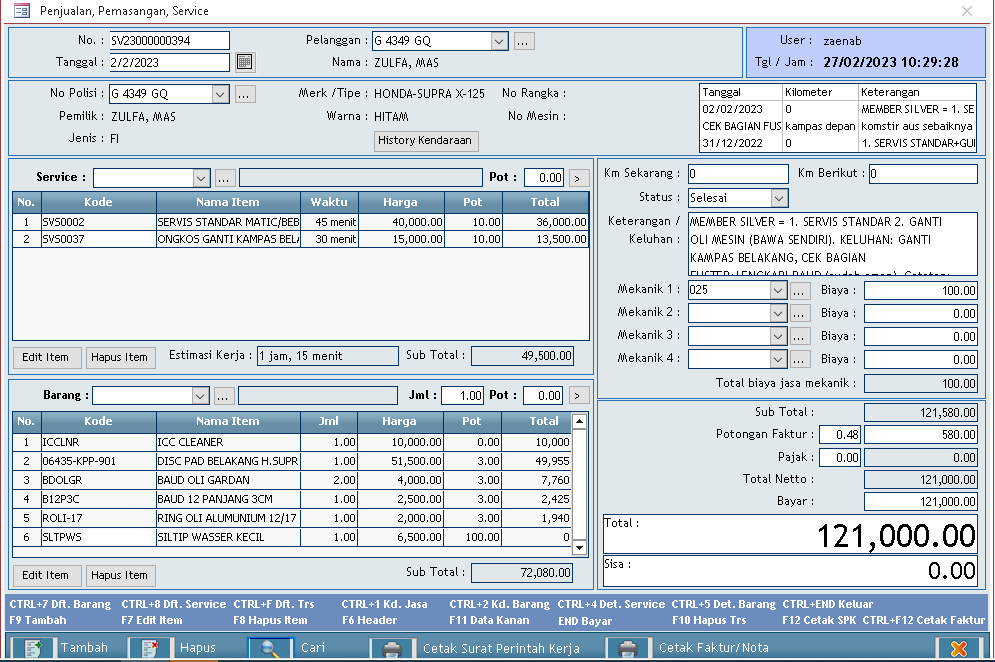 Penjualan, Pemasangan, Service
No. : SV23000000394
Pelanggan : G 4349 GQ ...
User : zaenab
Tanggal : 2/2/2023
Nama : ZULFA, MAS
Tgl / Jam : 27/02/2023 10:29:28
No Polisi : G 4349 GQ ...
Merk /Tipe : HONDA-SUPRA X-125
No Rangka :
Pemilik : ZULFA, MAS
Warna : HITAM
No Mesin :
Jenis : FI
History Kendaraan
Tanggal Kilometer Keterangan
02/02/2023 0 MEMBER SILVER = 1. SE
CEK BAGIAN FUS kampas depan komstir aus sebaiknya
31/12/2022 0 1. SERVIS STANDAR+GUI
Service : ... Pot : 0.00 >
No. Kode Nama Item Waktu Harga Pot Total
1 SVS0002 SERVIS STANDAR MATIC/BEB 45 menit 40,000.00 10.00 36,000.00
2 SVS0037 ONGKOS GANTI KAMPAS BELA 30 menit 15,000.00 10.00 13,500.00
Edit Item Hapus Item Estimasi Kerja : 1 jam, 15 menit Sub Total : 49,500.00
Km Sekarang : 0 Km Berikut : 0
Status : Selesai
Keterangan / Keluhan :
MEMBER SILVER = 1. SERVIS STANDAR 2. GANTI
OLI MESIN (BAWA SENDIRI). KELUHAN: GANTI
KAMPAS BELAKANG, CEK BAGIAN
Mekanik 1 : 025 ... Biaya : 100.00
Mekanik 2 : ... Biaya : 0.00
Mekanik 3 : ... Biaya : 0.00
Mekanik 4 : ... Biaya : 0.00
Total biaya jasa mekanik : 100.00
Barang : ... Jml : 1.00 Pot : 0.00 >
No. Kode Nama Item Jml Harga Pot Total
1 ICCLNR ICC CLEANER 1.00 10,000.00 0.00 10,000
2 06435-KPP-901 DISC PAD BELAKANG H.SUPR 1.00 51,500.00 3.00 49,955
3 BDOLGR BAUD OLI GARDAN 2.00 4,000.00 3.00 7,760
4 B12P3C BAUD 12 PANJANG 3CM 1.00 2,500.00 3.00 2,425
5 ROLI-17 RING OLI ALUMUNIUM 12/17 1.00 2,000.00 3.00 1,940
6 SLTPWS SILTIP WASSER KECIL 1.00 6,500.00 100.00 0
Edit Item Hapus Item Sub Total : 72,080.00
Sub Total : 121,580.00
Potongan Faktur : 0.48 580.00
Pajak : 0.00 0.00
Total Netto : 121,000.00
Bayar : 121,000.00
Total : 121,000.00
Sisa : 0.00
CTRL+7 Dft. Barang CTRL+8 Dft. Service CTRL+F Dft. Trs CTRL+1 Kd. Jasa CTRL+2 Kd. Barang CTRL+4 Det. Service CTRL+5 Det. Barang CTRL+END Keluar
F9 Tambah F7 Edit Item F8 Hapus Item F6 Header F11 Data Kanan END Bayar F10 Hapus Trs F12 Cetak SPK CTRL+F12 Cetak Faktur
Tambah Hapus Cari Cetak Surat Perintah Kerja Cetak Faktur/Nota